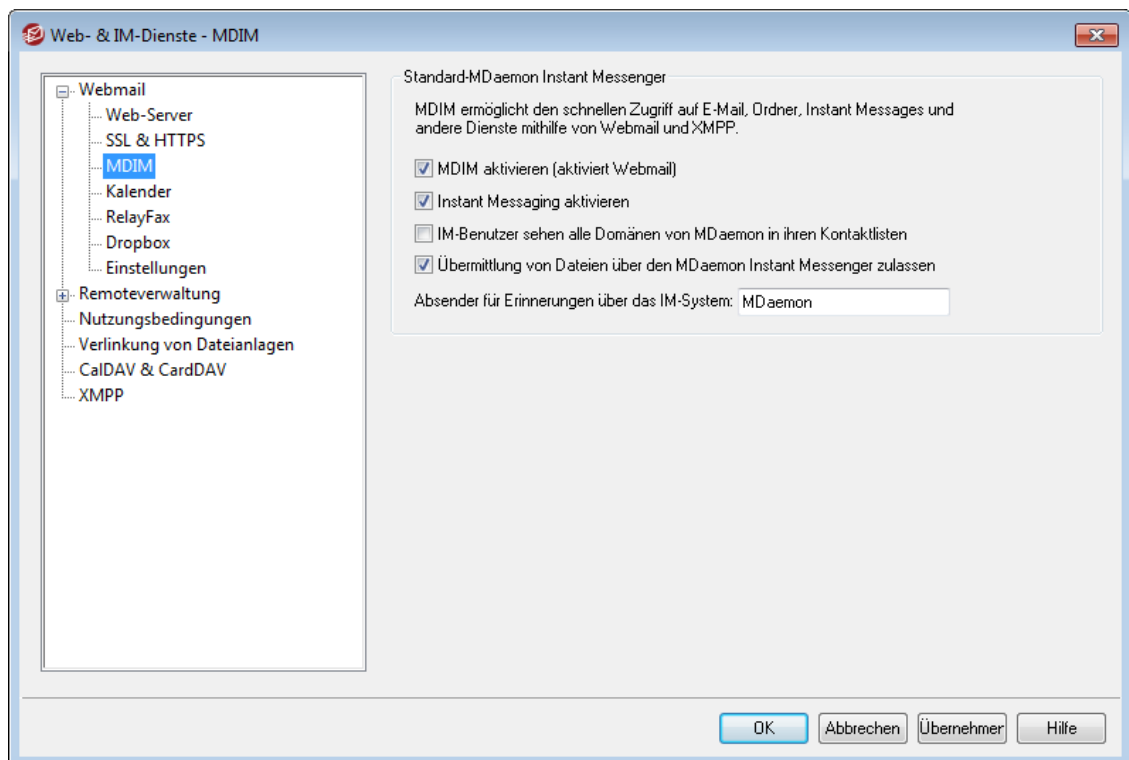 Web- & IM-Dienste - MDIM
Webmail
Web-Server
SSL & HTTPS
MDIM
Kalender
RelayFax
Dropbox
Einstellungen
Remoteverwaltung
Nutzungsbedingungen
Verlinkung von Dateianlagen
CalDAV & CardDAV
XMPP
Standard-MDaemon Instant Messenger
MDIM ermöglicht den schnellen Zugriff auf E-Mail, Ordner, Instant Messages und
andere Dienste mithilfe von Webmail und XMPP.
MDIM aktivieren (aktiviert Webmail)
Instant Messaging aktivieren
IM-Benutzer sehen alle Domänen von MDaemon in ihren Kontaktlisten
Übermittlung von Dateien über den MDaemon Instant Messenger zulassen
Absender für Erinnerungen über das IM-System: MDaemon
OK Abbrechen Übernehmer Hilfe